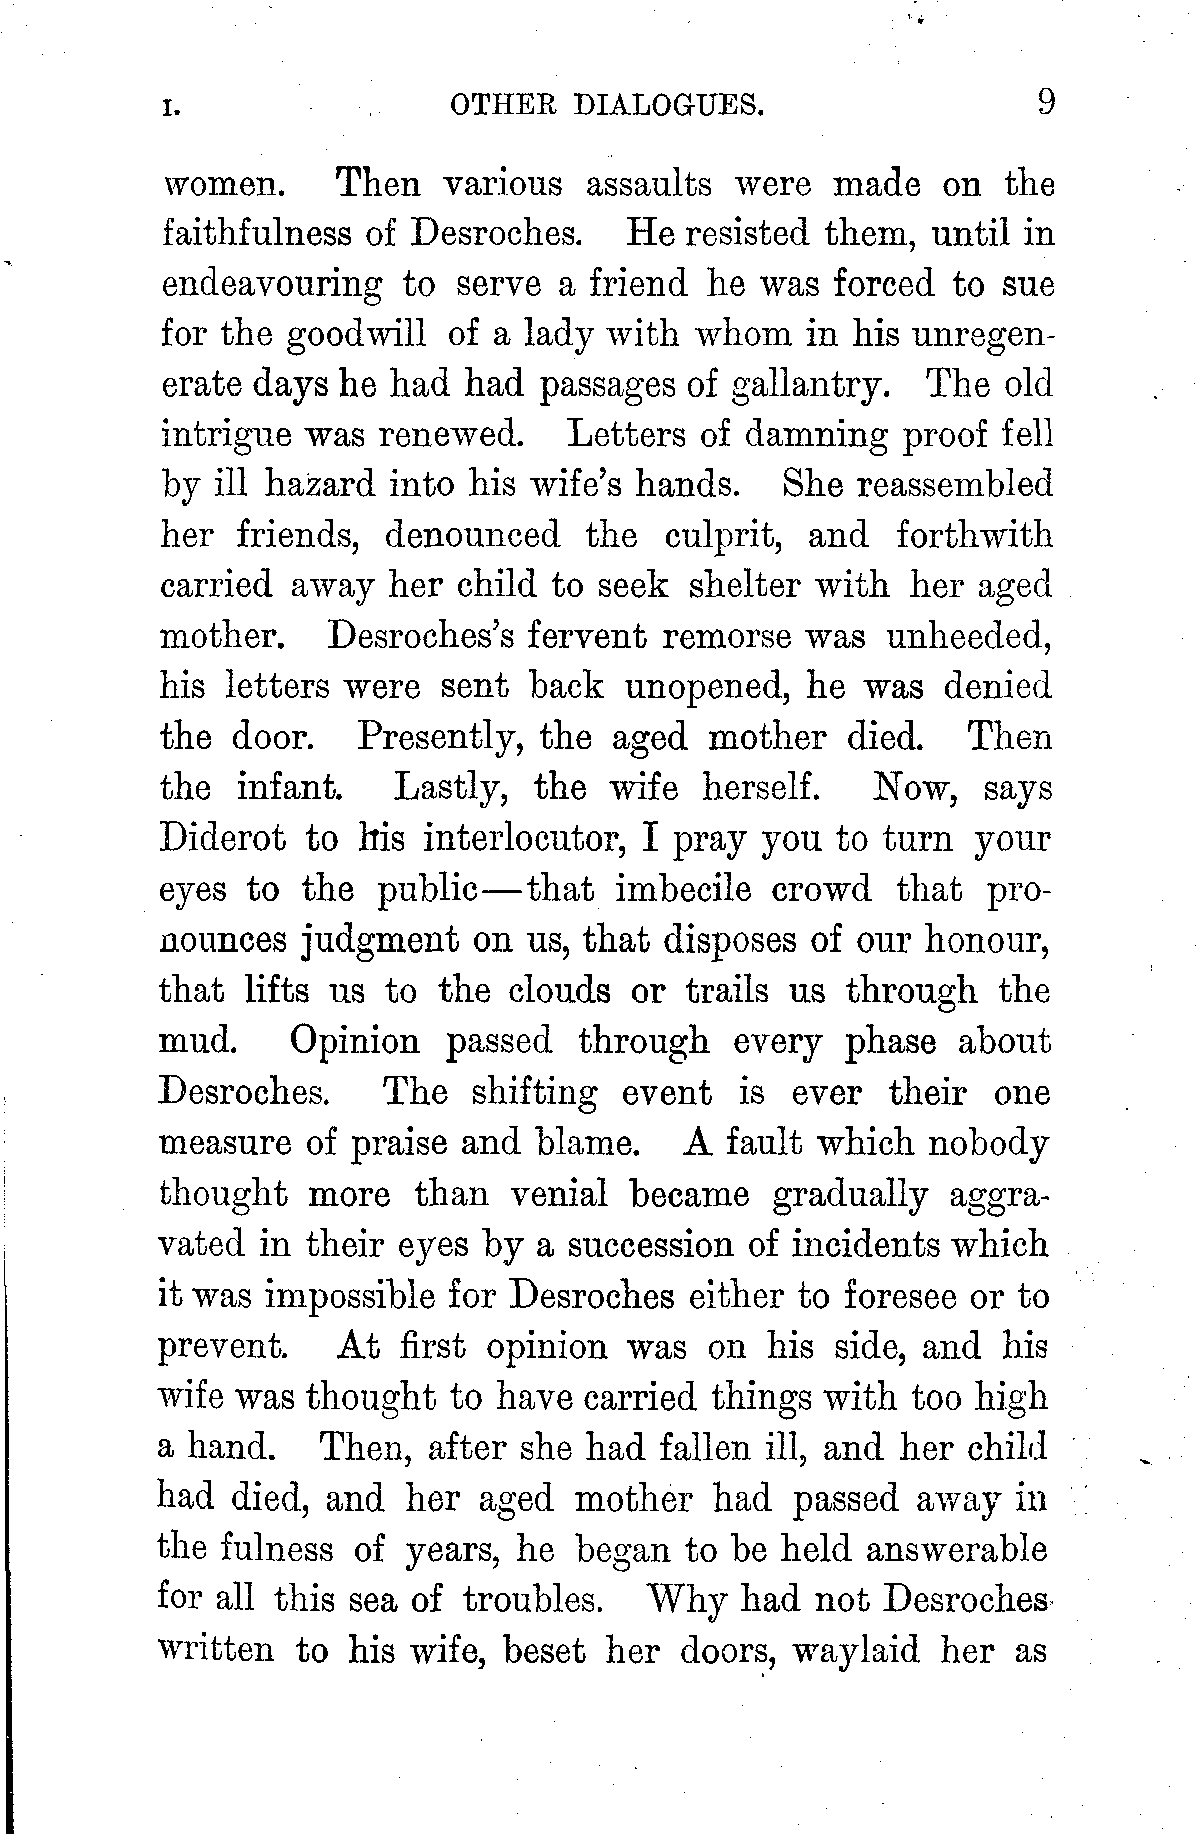 I. OTHER DIALOGUES. 9
women. Then various assaults were made on the
faithfulness of Desroches. He resisted them, until in
endeavouring to serve a friend he was forced to sue
for the goodwill of a lady with whom in his unregen-
erate days he had had passages of gallantry. The old
intrigue was renewed. Letters of damning proof fell
by ill hazard into his wife's hands. She reassembled
her friends, denounced the culprit, and forthwith
carried away her child to seek shelter with her aged
mother. Desroches's fervent remorse was unheeded,
his letters were sent back unopened, he was denied
the door. Presently, the aged mother died. Then
the infant. Lastly, the wife herself. Now, says
Diderot to his interlocutor, I pray you to turn your
eyes to the public—that imbecile crowd that pro-
nounces judgment on us, that disposes of our honour,
that lifts us to the clouds or trails us through the
mud. Opinion passed through every phase about
Desroches. The shifting event is ever their one
measure of praise and blame. A fault which nobody
thought more than venial became gradually aggra-
vated in their eyes by a succession of incidents which
it was impossible for Desroches either to foresee or to
prevent. At first opinion was on his side, and his
wife was thought to have carried things with too high
a hand. Then, after she had fallen ill, and her child
had died, and her aged mother had passed away in
the fulness of years, he began to be held answerable
for all this sea of troubles. Why had not Desroches
written to his wife, beset her doors, waylaid her as